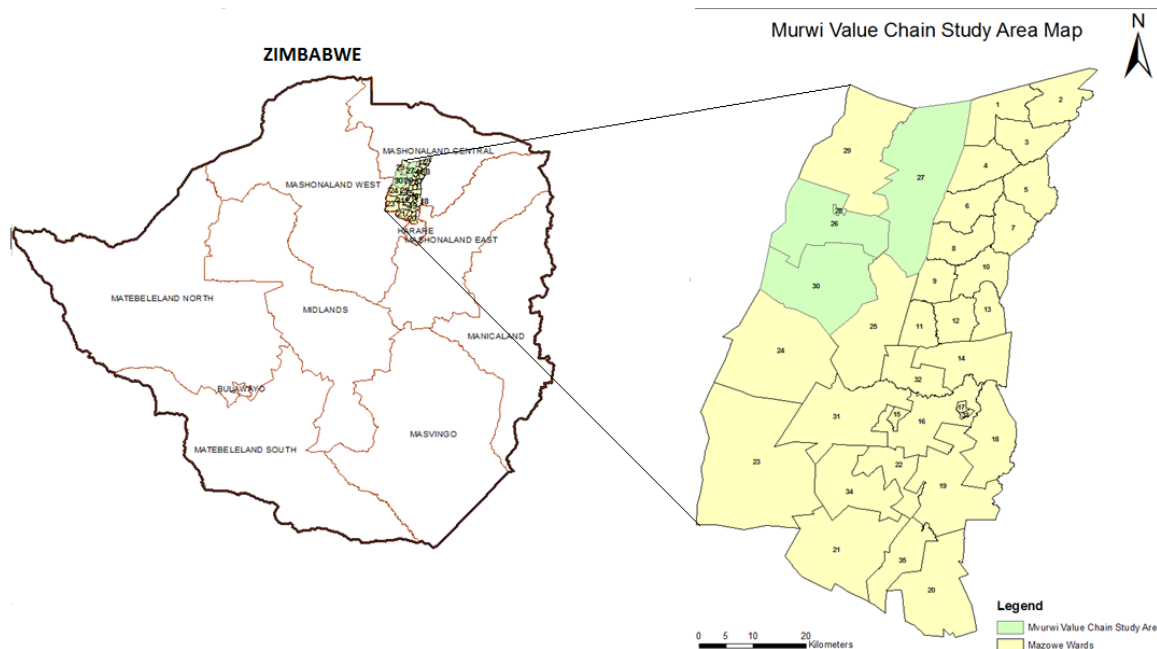 ZIMBABWE
MASHONALAND CENTRAL
MASHONALAND WEST
HARARE
MASHONALAND EAST
MATEBELELAND NORTH
MIDLANDS
MANICALAND
BULAWAYO
MASVINGO
MATEBELELAND SOUTH
Murwi Value Chain Study Area Map
N
1
2
3
29
4
27
5
6
28
26
7
8
10
9
30
13
12
11
25
24
14
32
17
15
31
16
18
23
22
19
34
21
35
20
Legend
Mvurwi Value Chain Study Area
Mazowe Wards
0 5 10 20
Kilometers